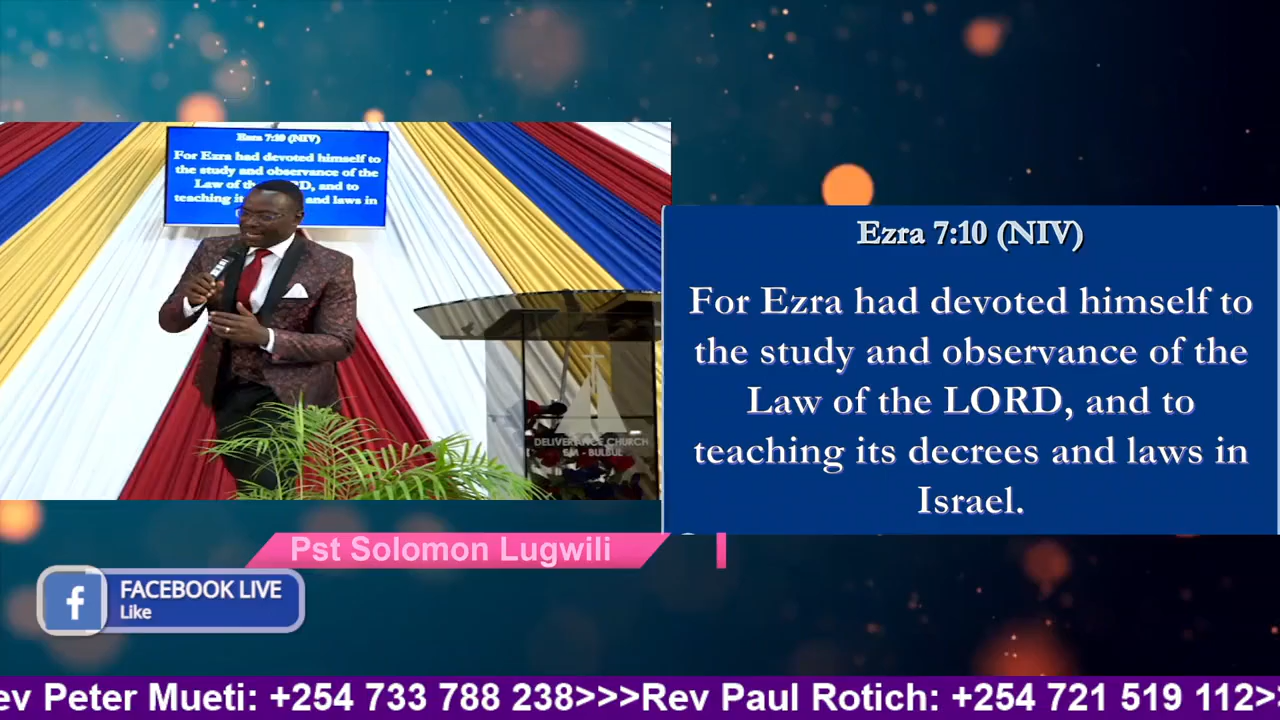 Ezra 7:10 (NIV)
For Ezra had devoted himself to
the study and observance of the
Law of the LORD, and to
teaching its decrees and laws in
DELIVERANCE CHURCH
SM - BULBUL
Ezra 7:10 (NIV)
For Ezra had devoted himself to
the study and observance of the
Law of the LORD, and to
teaching its decrees and laws in
Israel.
Pst Solomon Lugwili
f
FACEBOOK LIVE
Like
ev Peter Mueti: +254 733 788 238>>>Rev Paul Rotich: +254 721 519 112>